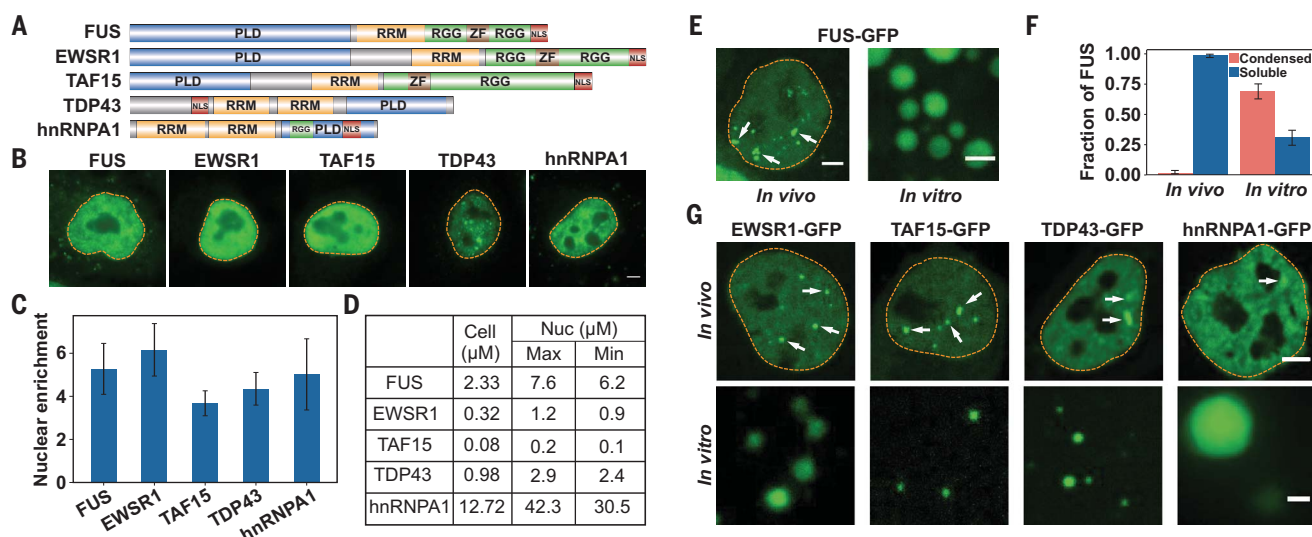 A
FUS PLD RRM RGG ZF RGG NLS
EWSR1 PLD RRM RGG ZF RGG NLS
TAF15 PLD RRM ZF RGG NLS
TDP43 NLS RRM RRM PLD
hnRNPA1 RRM RRM RGG PLD NLS
B
FUS EWSR1 TAF15 TDP43 hnRNPA1
C
Nuclear enrichment
6
4
2
0
FUS EWSR1 TAF15 TDP43 hnRNPA1
D
Cell (µM) Nuc (µM)
Max Min
FUS 2.33 7.6 6.2
EWSR1 0.32 1.2 0.9
TAF15 0.08 0.2 0.1
TDP43 0.98 2.9 2.4
hnRNPA1 12.72 42.3 30.5
E
FUS-GFP
In vivo In vitro
F
Fraction of FUS
1.00
0.75
0.50
0.25
0.00
Condensed
Soluble
In vivo In vitro
G
EWSR1-GFP TAF15-GFP TDP43-GFP hnRNPA1-GFP
In vivo
In vitro